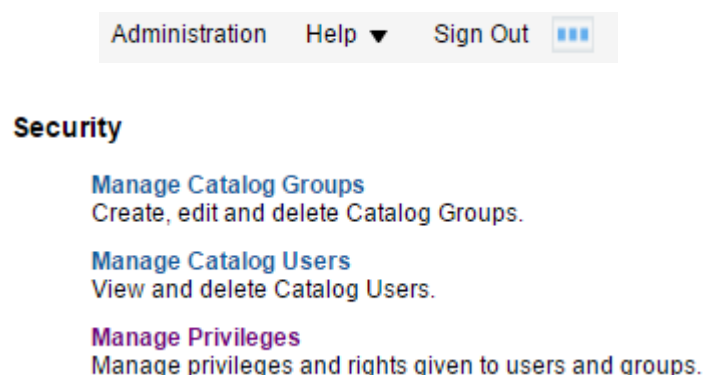 Administration Help ▼ Sign Out
Security
Manage Catalog Groups
Create, edit and delete Catalog Groups.
Manage Catalog Users
View and delete Catalog Users.
Manage Privileges
Manage privileges and rights given to users and groups.